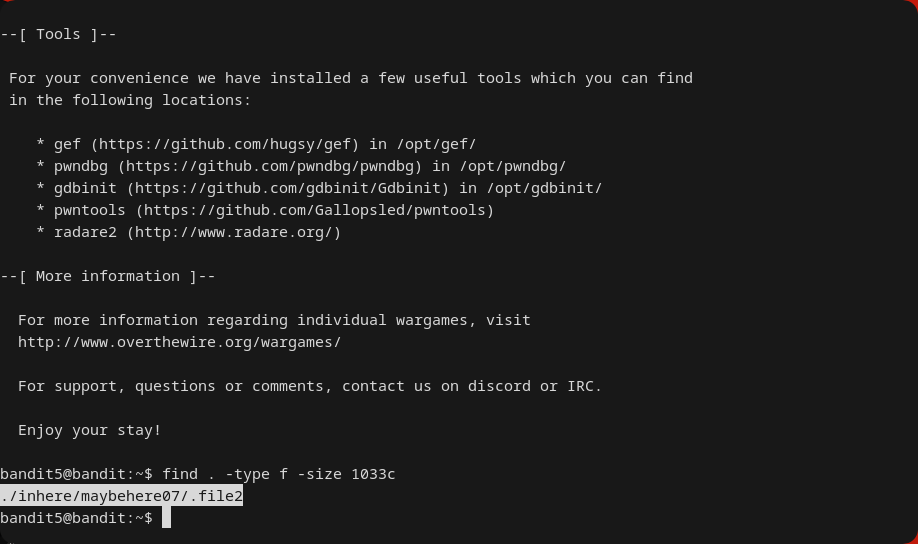 --[ Tools ]--
For your convenience we have installed a few useful tools which you can find
in the following locations:
* gef (https://github.com/hugsy/gef) in /opt/gef/
* pwndbg (https://github.com/pwndbg/pwndbg) in /opt/pwndbg/
* gdbinit (https://github.com/gdbinit/Gdbinit) in /opt/gdbinit/
* pwntools (https://github.com/Gallopsled/pwntools)
* radare2 (http://www.radare.org/)
--[ More information ]--
For more information regarding individual wargames, visit
http://www.overthewire.org/wargames/
For support, questions or comments, contact us on discord or IRC.
Enjoy your stay!
bandit5@bandit:~$ find . -type f -size 1033c
./inhere/maybehere07/.file2
bandit5@bandit:~$